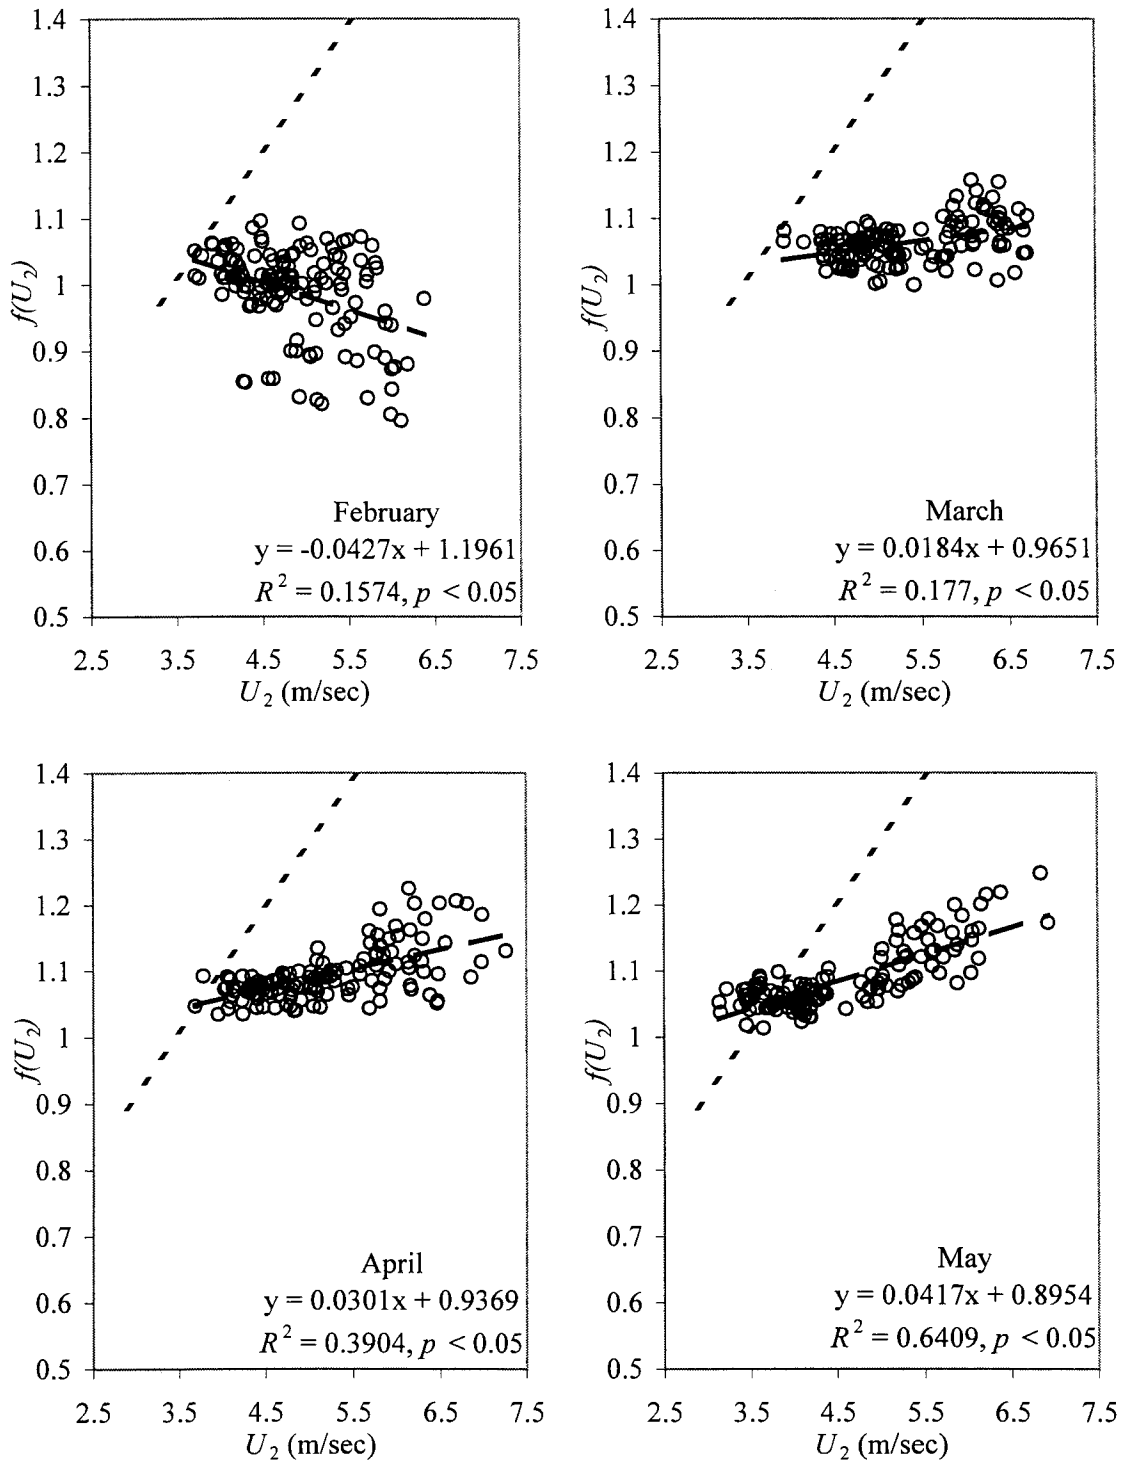 1.4
1.3
1.2
1.1
1
0.9
0.8
0.7
0.6
0.5
f(U2)
February
y = -0.0427x + 1.1961
R2 = 0.1574, p < 0.05
2.5 3.5 4.5 5.5 6.5 7.5
U2 (m/sec)
1.4
1.3
1.2
1.1
1
0.9
0.8
0.7
0.6
0.5
f(U2)
March
y = 0.0184x + 0.9651
R2 = 0.177, p < 0.05
2.5 3.5 4.5 5.5 6.5 7.5
U2 (m/sec)
1.4
1.3
1.2
1.1
1
0.9
0.8
0.7
0.6
0.5
f(U2)
April
y = 0.0301x + 0.9369
R2 = 0.3904, p < 0.05
2.5 3.5 4.5 5.5 6.5 7.5
U2 (m/sec)
1.4
1.3
1.2
1.1
1
0.9
0.8
0.7
0.6
0.5
f(U2)
May
y = 0.0417x + 0.8954
R2 = 0.6409, p < 0.05
2.5 3.5 4.5 5.5 6.5 7.5
U2 (m/sec)